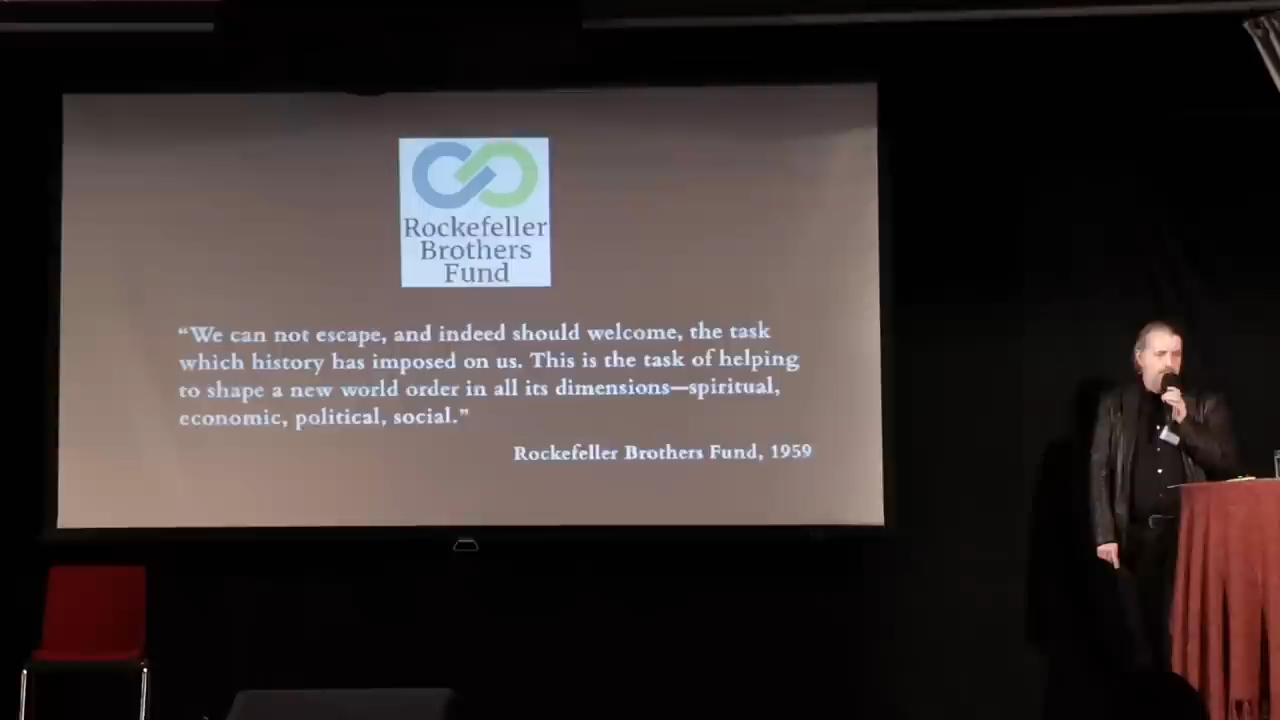 Rockefeller
Brothers
Fund
“We can not escape, and indeed should welcome, the task
which history has imposed on us. This is the task of helping
to shape a new world order in all its dimensions—spiritual,
economic, political, social.”
Rockefeller Brothers Fund, 1959